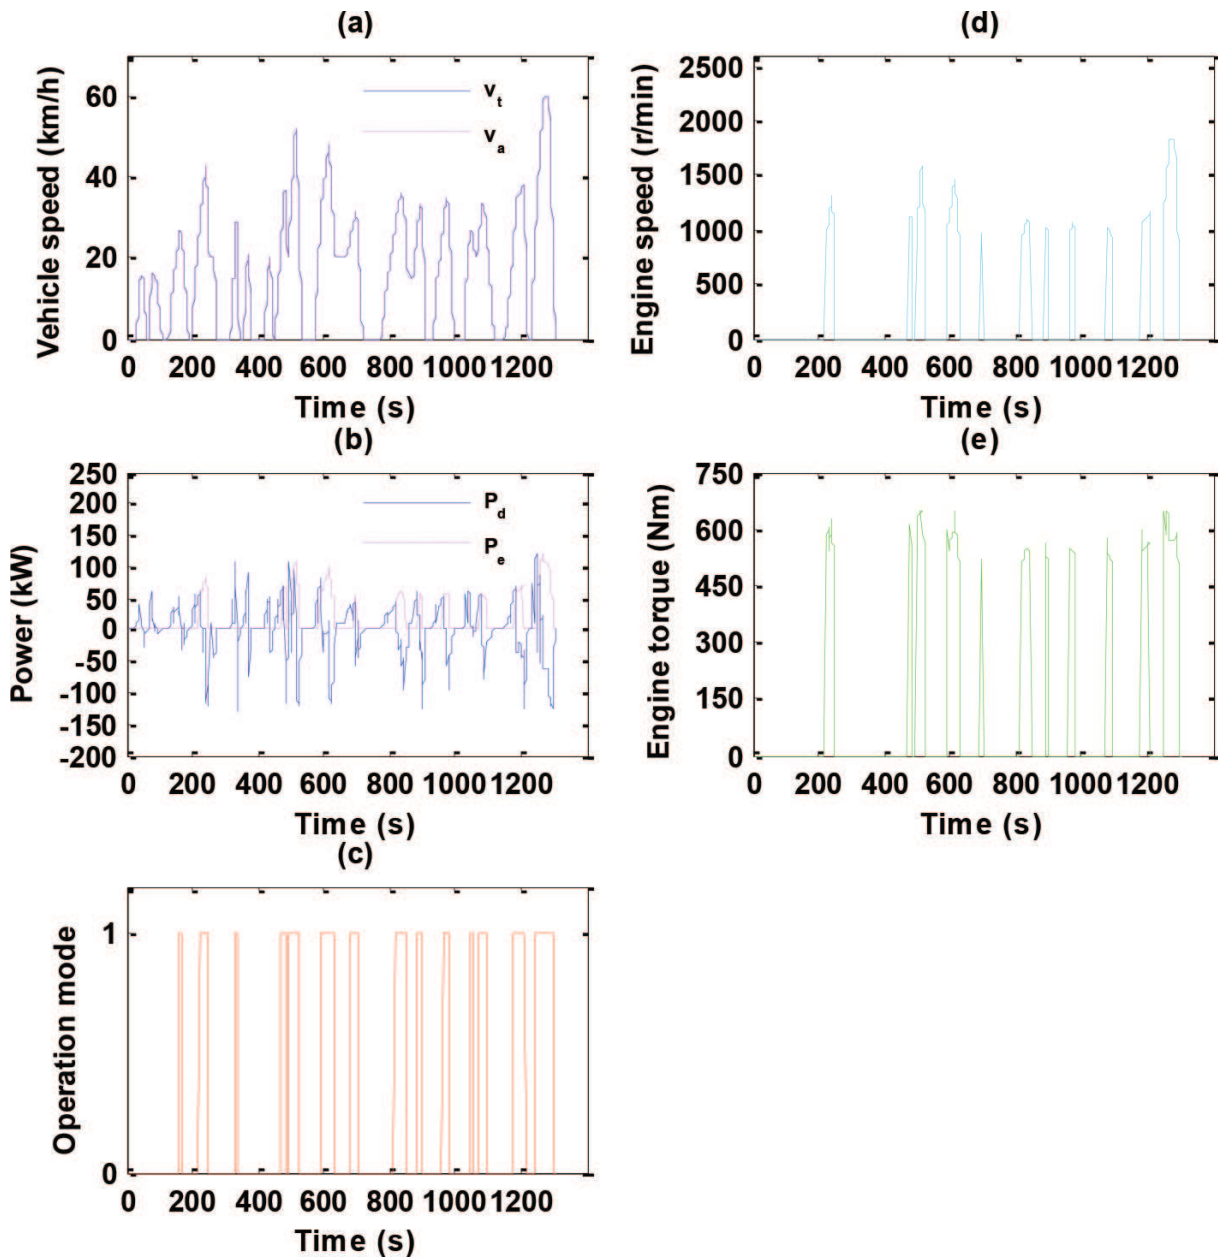 (a)
Vehicle speed (km/h)
60
40
20
0
v_t
v_a
0 200 400 600 800 1000 1200
Time (s)
(b)
Power (kW)
250
200
150
100
50
0
-50
-100
-150
-200
P_d
P_e
0 200 400 600 800 1000 1200
Time (s)
(c)
Operation mode
1
0
0 200 400 600 800 1000 1200
Time (s)
(d)
Engine speed (r/min)
2500
2000
1500
1000
500
0
0 200 400 600 800 1000 1200
Time (s)
(e)
Engine torque (Nm)
750
600
450
300
150
0
0 200 400 600 800 1000 1200
Time (s)